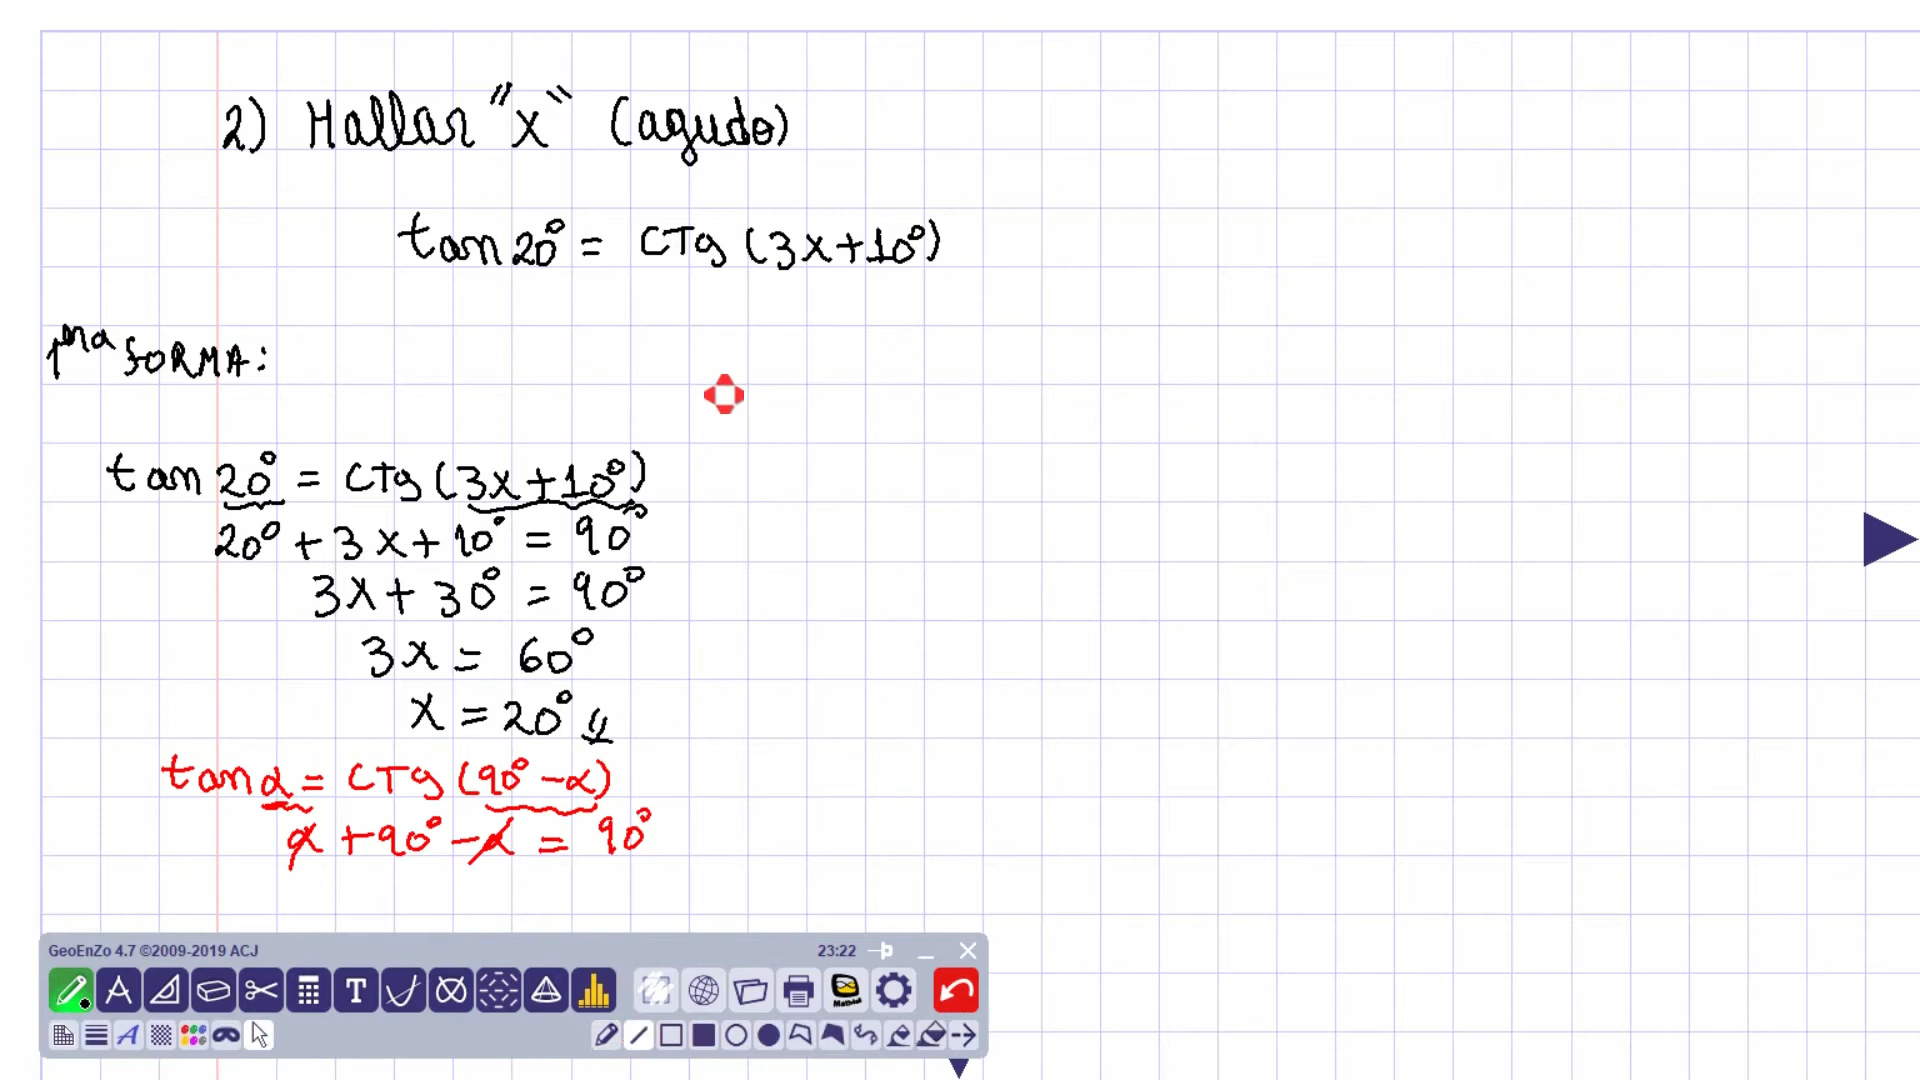 2) Hallar "x" (agudo)
tan 20° = CTg (3x+10°)
1ra FORMA:
tan 20° = CTg (3x+10°)
20° + 3x + 10° = 90°
3x + 30° = 90°
3x = 60°
x = 20°
tan α = CTg (90° - α)
α + 90° - α = 90°
GeoEnZo 4.7 ©2009-2019 ACJ 23:22